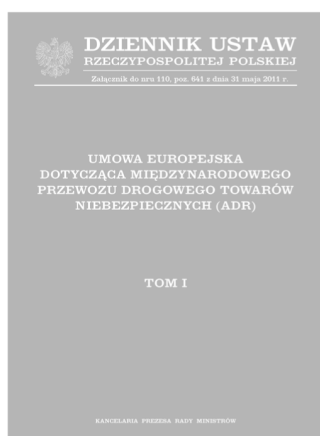 DZIENNIK USTAW
RZECZYPOSPOLITEJ POLSKIEJ
Załącznik do nru 110, poz. 641 z dnia 31 maja 2011 r.
UMOWA EUROPEJSKA
DOTYCZĄCA MIĘDZYNARODOWEGO
PRZEWOZU DROGOWEGO TOWARÓW
NIEBEZPIECZNYCH (ADR)
TOM I
KANCELARIA PREZESA RADY MINISTRÓW